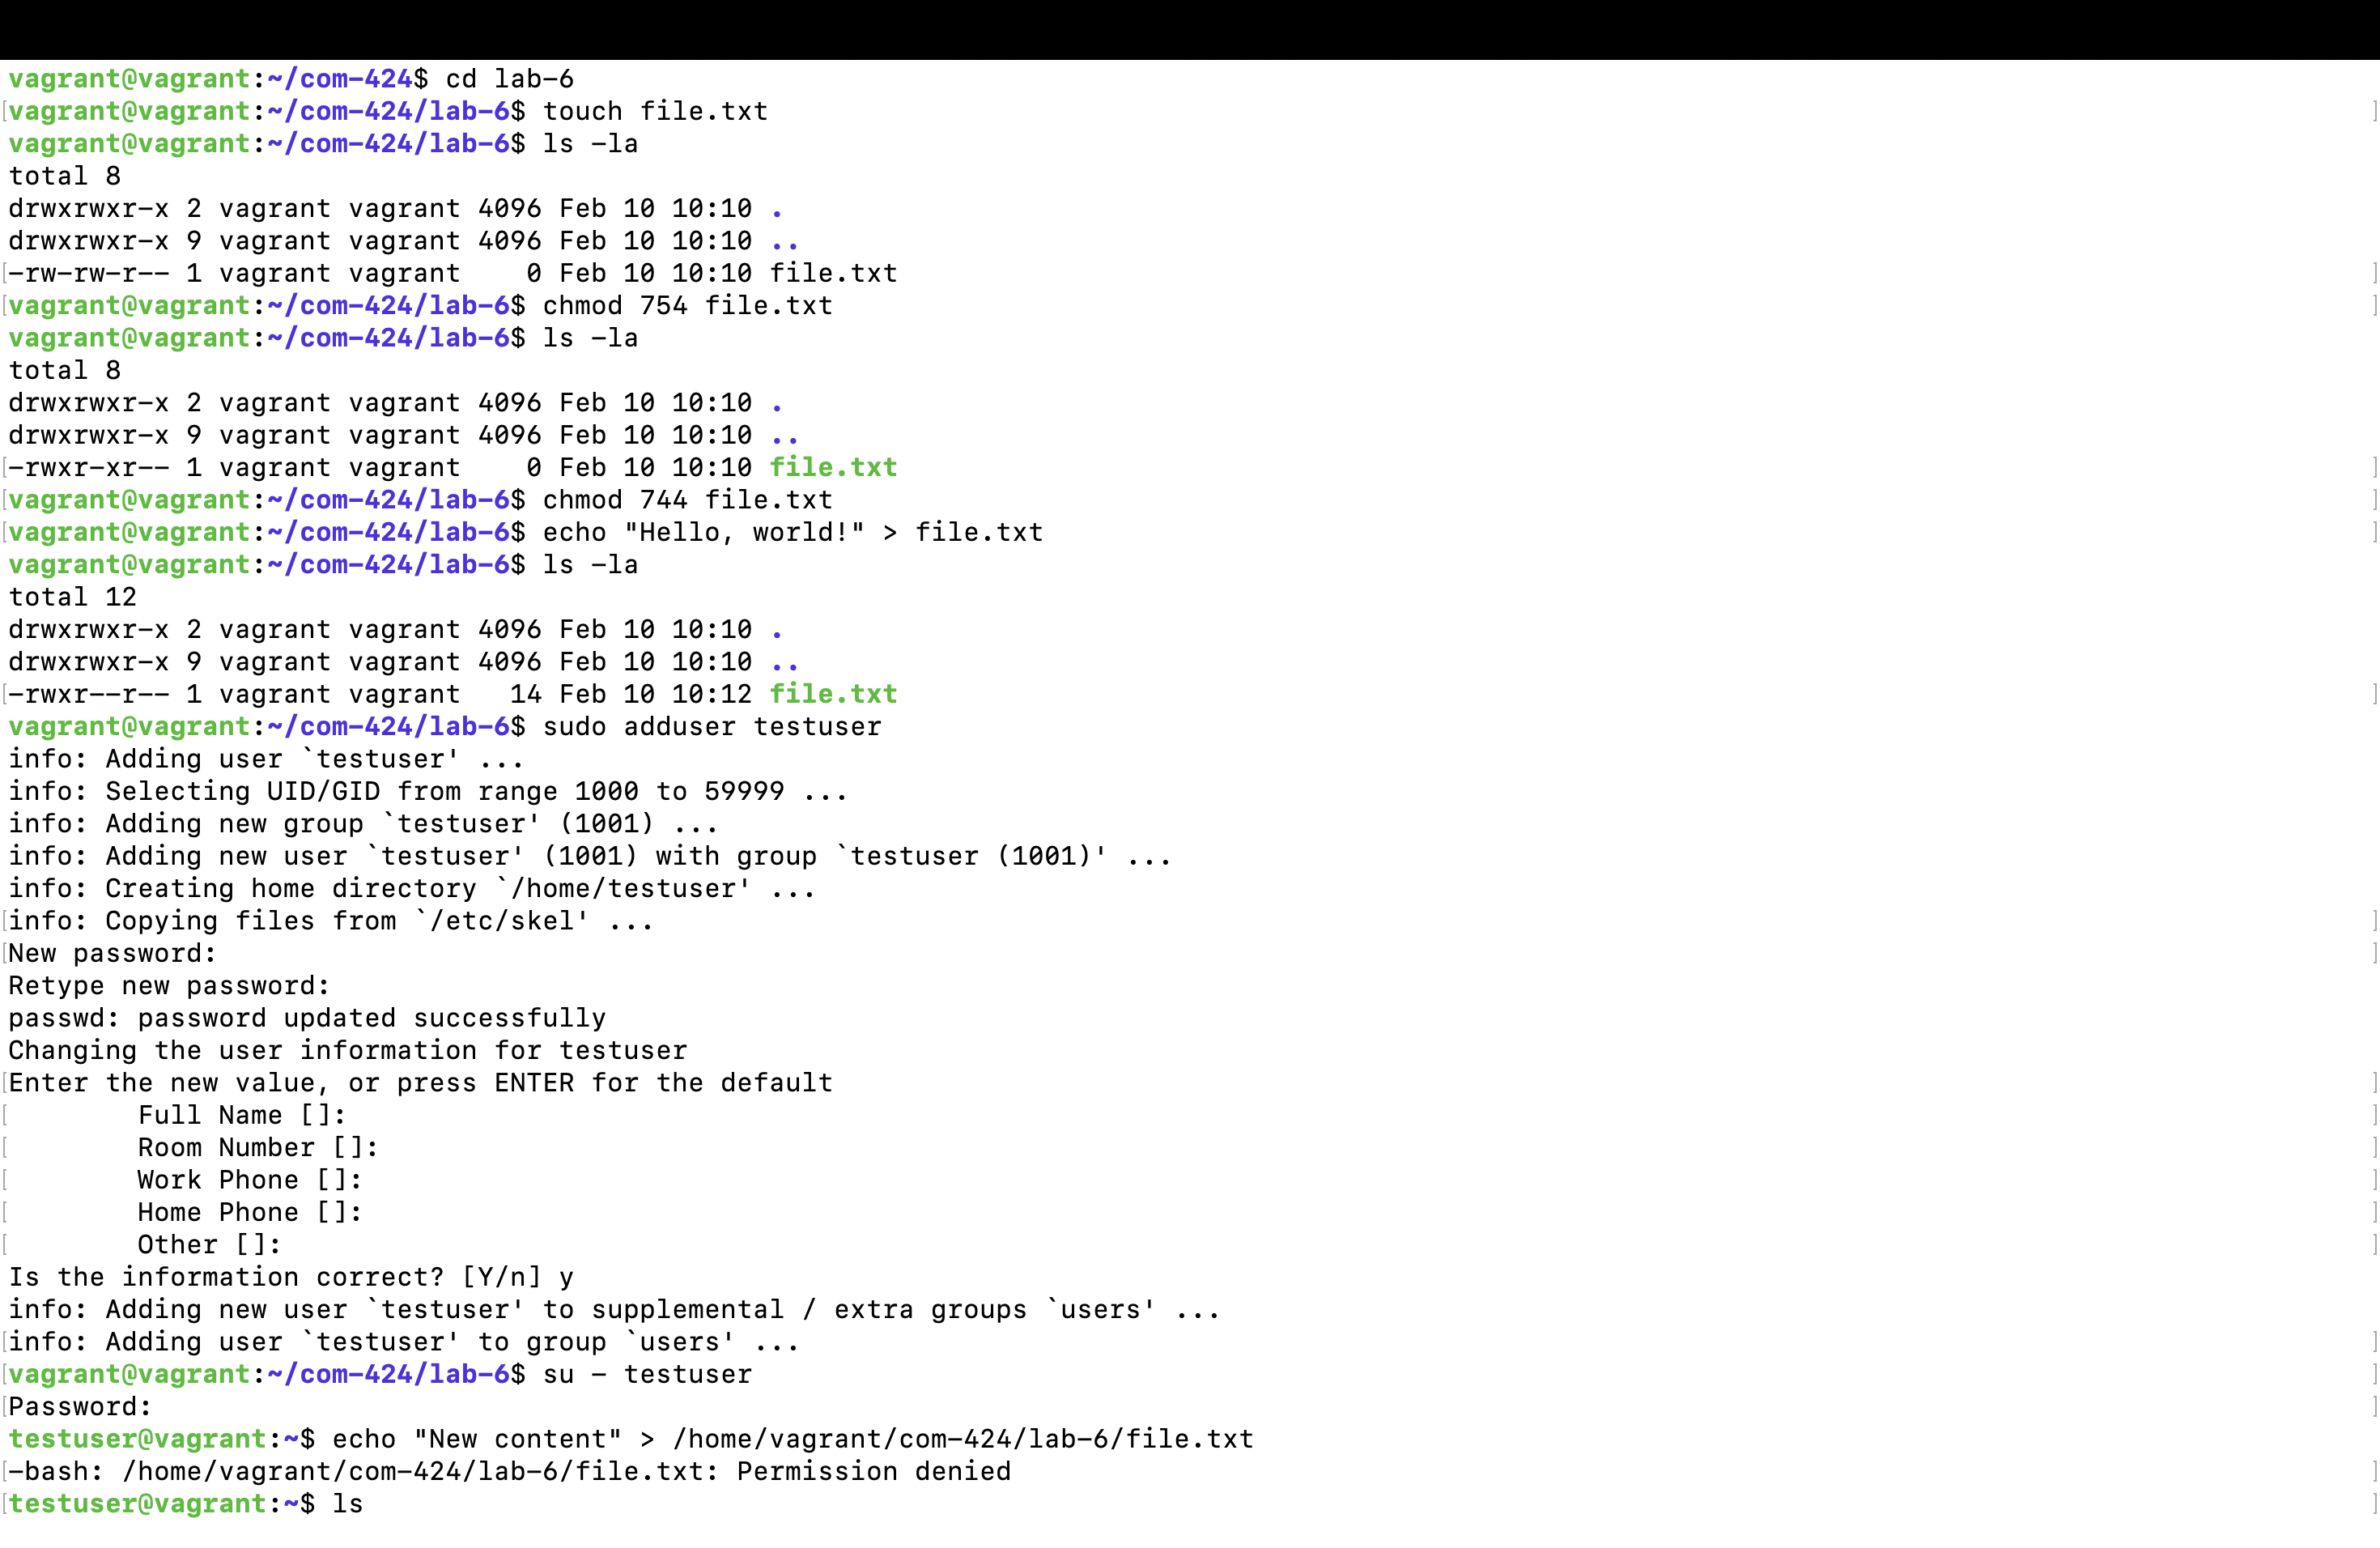 vagrant@vagrant:~/com-424$ cd lab-6
[vagrant@vagrant:~/com-424/lab-6$ touch file.txt ]
vagrant@vagrant:~/com-424/lab-6$ ls -la
total 8
drwxrwxr-x 2 vagrant vagrant 4096 Feb 10 10:10 .
drwxrwxr-x 9 vagrant vagrant 4096 Feb 10 10:10 ..
[-rw-rw-r-- 1 vagrant vagrant    0 Feb 10 10:10 file.txt ]
[vagrant@vagrant:~/com-424/lab-6$ chmod 754 file.txt ]
vagrant@vagrant:~/com-424/lab-6$ ls -la
total 8
drwxrwxr-x 2 vagrant vagrant 4096 Feb 10 10:10 .
drwxrwxr-x 9 vagrant vagrant 4096 Feb 10 10:10 ..
[-rwxr-xr-- 1 vagrant vagrant    0 Feb 10 10:10 file.txt ]
[vagrant@vagrant:~/com-424/lab-6$ chmod 744 file.txt ]
[vagrant@vagrant:~/com-424/lab-6$ echo "Hello, world!" > file.txt ]
vagrant@vagrant:~/com-424/lab-6$ ls -la
total 12
drwxrwxr-x 2 vagrant vagrant 4096 Feb 10 10:10 .
drwxrwxr-x 9 vagrant vagrant 4096 Feb 10 10:10 ..
[-rwxr--r-- 1 vagrant vagrant   14 Feb 10 10:12 file.txt ]
vagrant@vagrant:~/com-424/lab-6$ sudo adduser testuser
info: Adding user `testuser' ...
info: Selecting UID/GID from range 1000 to 59999 ...
info: Adding new group `testuser' (1001) ...
info: Adding new user `testuser' (1001) with group `testuser (1001)' ...
info: Creating home directory `/home/testuser' ...
[info: Copying files from `/etc/skel' ... ]
[New password: ]
Retype new password:
passwd: password updated successfully
Changing the user information for testuser
[Enter the new value, or press ENTER for the default ]
[        Full Name []: ]
[        Room Number []: ]
[        Work Phone []: ]
[        Home Phone []: ]
[        Other []: ]
Is the information correct? [Y/n] y
info: Adding new user `testuser' to supplemental / extra groups `users' ...
[info: Adding user `testuser' to group `users' ... ]
[vagrant@vagrant:~/com-424/lab-6$ su - testuser ]
[Password: ]
testuser@vagrant:~$ echo "New content" > /home/vagrant/com-424/lab-6/file.txt
[-bash: /home/vagrant/com-424/lab-6/file.txt: Permission denied ]
[testuser@vagrant:~$ ls ]